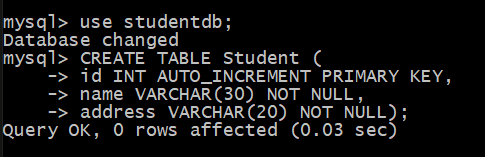 mysql> use studentdb;
Database changed
mysql> CREATE TABLE Student (
    -> id INT AUTO_INCREMENT PRIMARY KEY,
    -> name VARCHAR(30) NOT NULL,
    -> address VARCHAR(20) NOT NULL);
Query OK, 0 rows affected (0.03 sec)